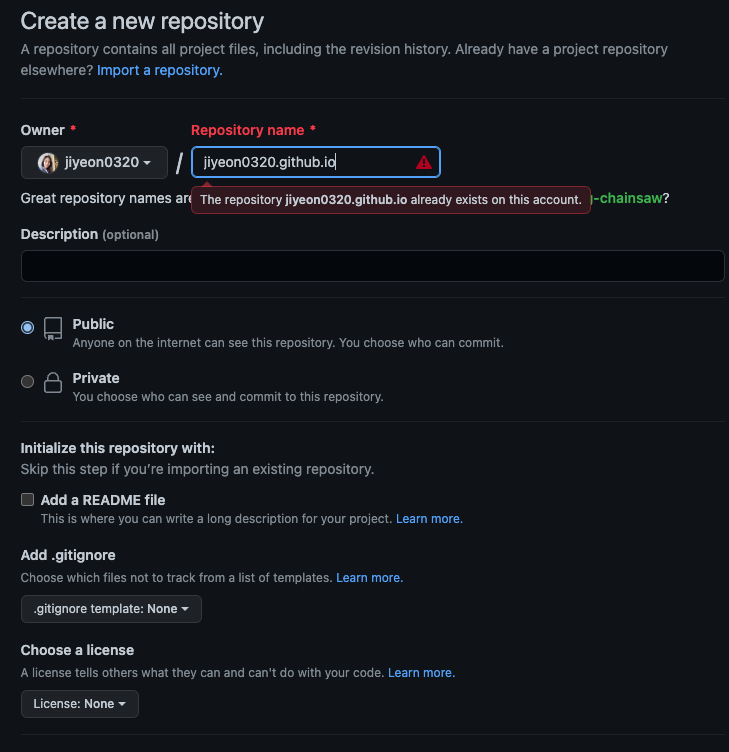 Create a new repository
A repository contains all project files, including the revision history. Already have a project repository
elsewhere? Import a repository.
Owner * Repository name *
jiyeon0320 / jiyeon0320.github.io
The repository jiyeon0320.github.io already exists on this account.
Great repository names are -chainsaw?
Description (optional)
Public
Anyone on the internet can see this repository. You choose who can commit.
Private
You choose who can see and commit to this repository.
Initialize this repository with:
Skip this step if you’re importing an existing repository.
Add a README file
This is where you can write a long description for your project. Learn more.
Add .gitignore
Choose which files not to track from a list of templates. Learn more.
.gitignore template: None
Choose a license
A license tells others what they can and can't do with your code. Learn more.
License: None